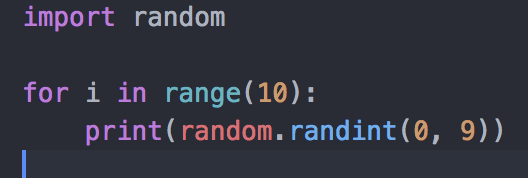 import random

for i in range(10):
    print(random.randint(0, 9))